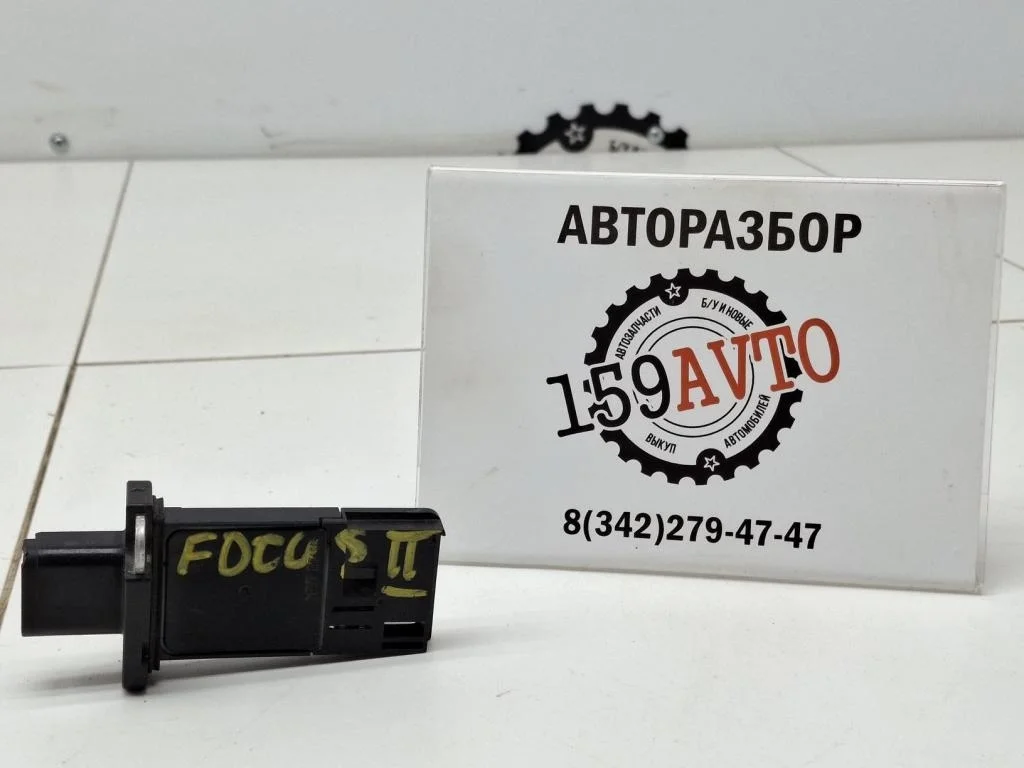 Б/У И
АВТОРАЗБОР
АВТОЗАПЧАСТИ
Б/У И НОВЫЕ
159AVTO
ВЫКУП
АВТОМОБИЛЕЙ
8(342)279-47-47
FOCUS II